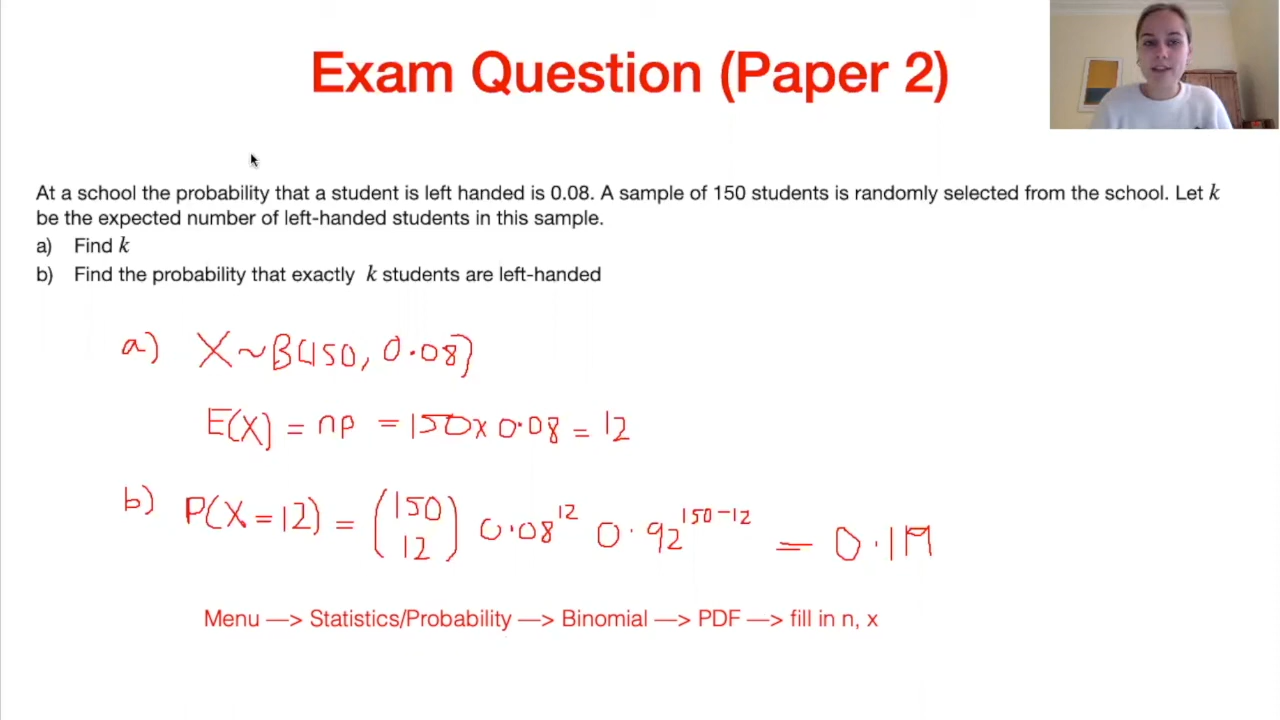 Exam Question (Paper 2)
At a school the probability that a student is left handed is 0.08. A sample of 150 students is randomly selected from the school. Let k
be the expected number of left-handed students in this sample.
a) Find k
b) Find the probability that exactly k students are left-handed
a) X ~ B(150, 0.08)
E(X) = np = 150 x 0.08 = 12
b) P(X = 12) = (150 12) 0.08^12 0.92^150-12 = 0.119
Menu —> Statistics/Probability —> Binomial —> PDF —> fill in n, x